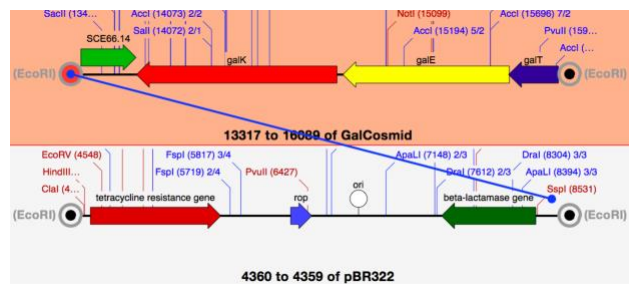 SacII (134… AccI (14073) 2/2 NotI (15099) AccI (15696) 7/2
SCE66.14 SalI (14072) 2/1 AccI (15194) 5/2 PvuII (159…
galK galE galT AccI (…
(EcoRI) (EcoRI)
13317 to 16089 of GalCosmid
EcoRV (4548) FspI (5817) 3/4 ApaLI (7148) 2/3 DraI (8304) 3/3
HindIII… FspI (5719) 2/4 PvuII (6427) DraI (7612) 2/3 ApaLI (8394) 3/3
ClaI (4… ori SspI (8531)
tetracycline resistance gene rop beta-lactamase gene
(EcoRI) (EcoRI)
4360 to 4359 of pBR322